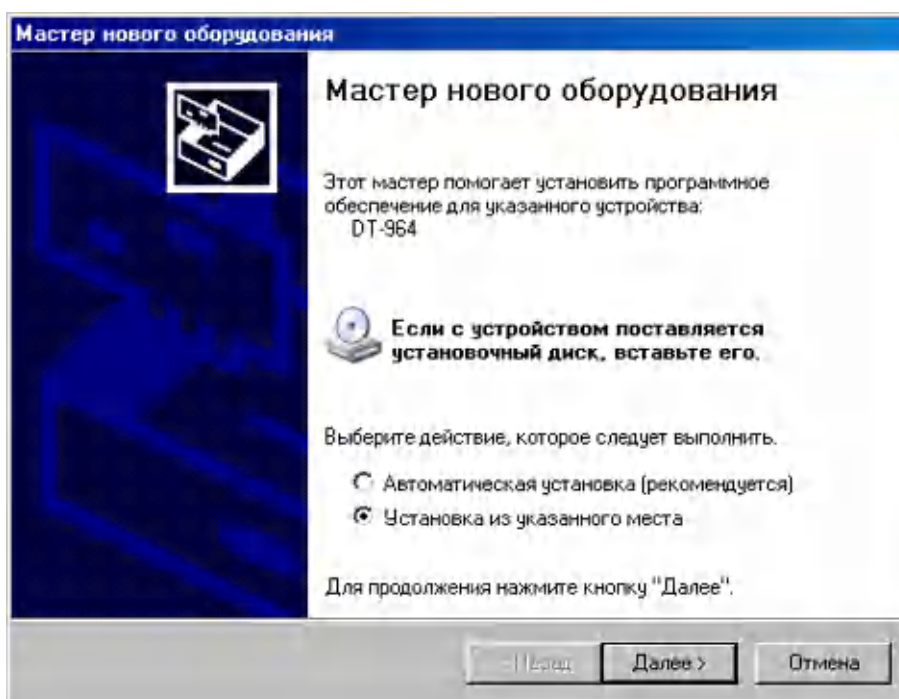 Мастер нового оборудования
Мастер нового оборудования
Этот мастер помогает установить программное
обеспечение для указанного устройства:
DT-964
Если с устройством поставляется
установочный диск, вставьте его.
Выберите действие, которое следует выполнить.
Автоматическая установка (рекомендуется)
Установка из указанного места
Для продолжения нажмите кнопку "Далее".
Далее > Отмена